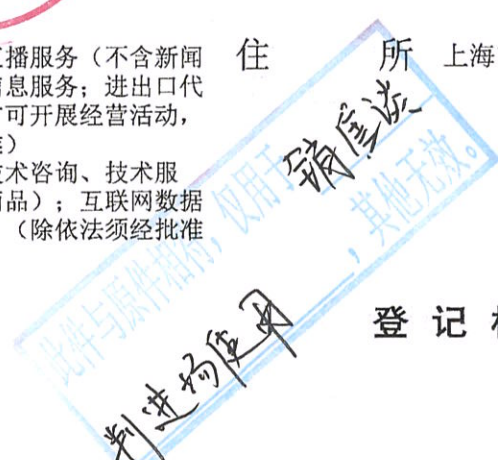 播服务（不含新闻
信息服务；进出口代
可开展经营活动，
）
术咨询、技术服
商品）；互联网数据
（除依法须经批准
住 所 上海
登 记
此件与原件相符，仅用于
销售谈
判进场使用
，其他无效。